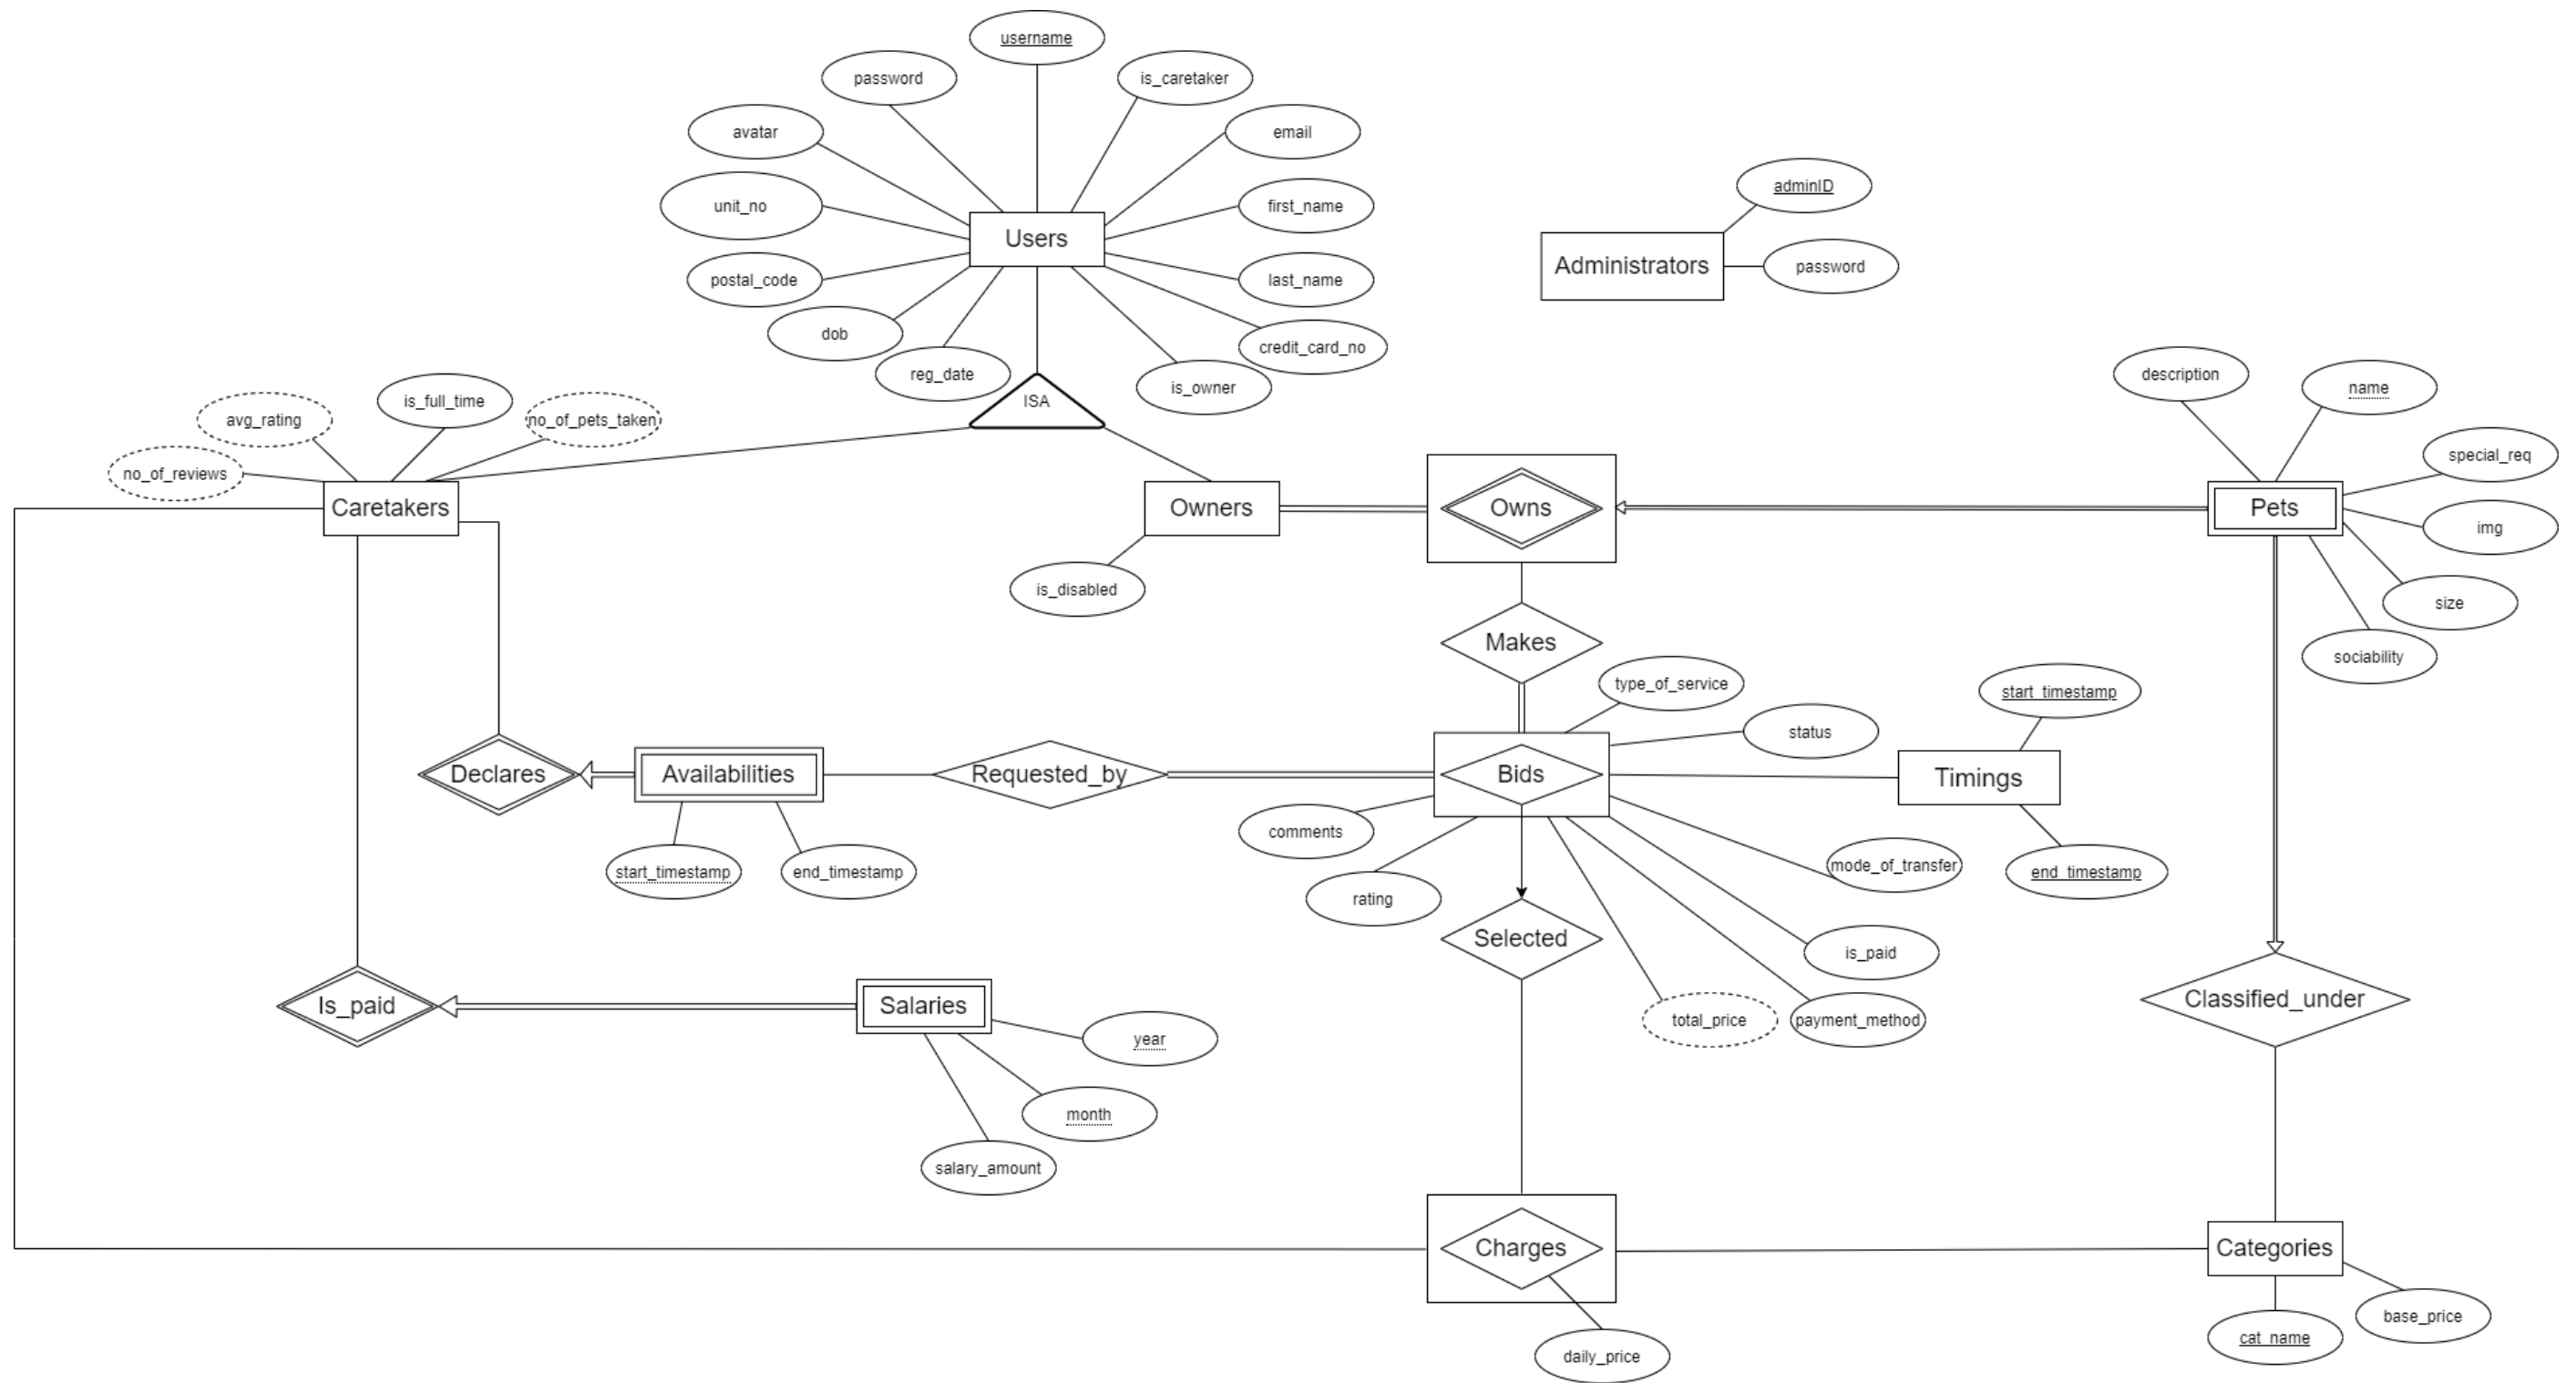 username
password
is_caretaker
avatar
email
unit_no
first_name
Users
postal_code
last_name
dob
credit_card_no
reg_date
is_owner
ISA
adminID
Administrators
password
avg_rating
is_full_time
no_of_pets_taken
no_of_reviews
Caretakers
Owners
is_disabled
Owns
description
name
special_req
Pets
img
size
sociability
Makes
type_of_service
status
start_timestamp
Declares
Availabilities
Requested_by
Bids
Timings
start_timestamp
end_timestamp
comments
rating
mode_of_transfer
end_timestamp
Selected
is_paid
total_price
payment_method
Classified_under
Is_paid
Salaries
year
month
salary_amount
Charges
daily_price
Categories
base_price
cat_name